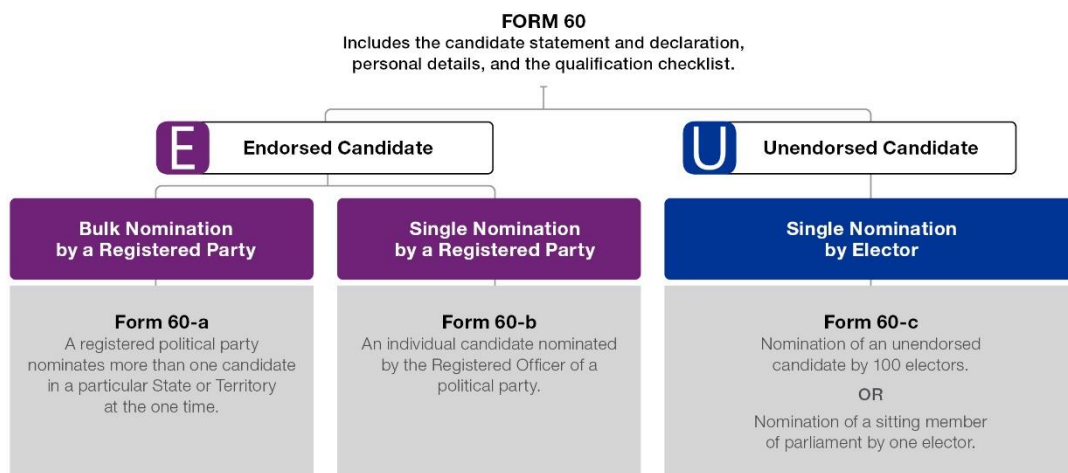 FORM 60
Includes the candidate statement and declaration,
personal details, and the qualification checklist.
E
Endorsed Candidate
U
Unendorsed Candidate
Bulk Nomination
by a Registered Party
Single Nomination
by a Registered Party
Single Nomination
by Elector
Form 60-a
A registered political party
nominates more than one candidate
in a particular State or Territory
at the one time.
Form 60-b
An individual candidate nominated
by the Registered Officer of a
political party.
Form 60-c
Nomination of an unendorsed
candidate by 100 electors.
OR
Nomination of a sitting member
of parliament by one elector.